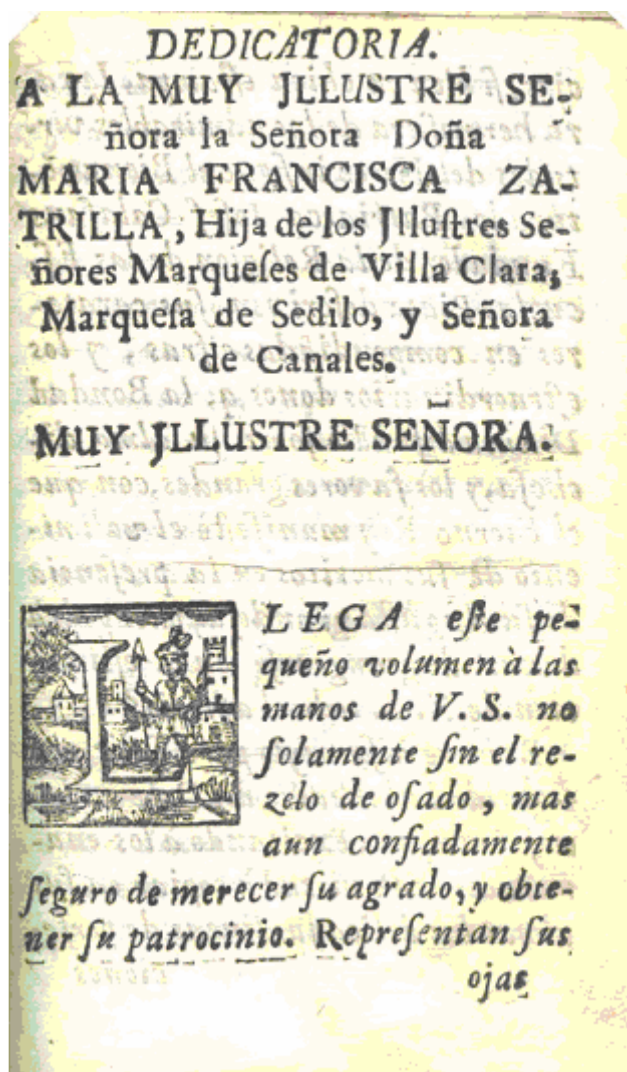 DEDICATORIA.
A LA MUY JLLUSTRE SE-
ñora la Señora Doña
MARIA FRANCISCA ZA-
TRILLA, Hija de los Jlluſtres Se-
ñores Marqueſes de Villa Clara,
Marqueſa de Sedilo, y Señora
de Canales.
MUY JLLUSTRE SEÑORA.
LLEGA eſte pe-
queño volumen à las
manos de V. S. no
ſolamente ſin el re-
zelo de oſado, mas
aun confiadamente
ſeguro de merecer ſu agrado, y obte-
ner ſu patrocinio. Repreſentan ſus
ojas